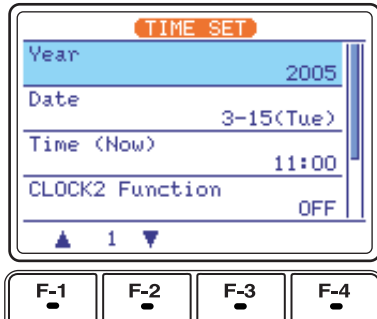 TIME SET
Year
2005
Date
3-15(Tue)
Time (Now)
11:00
CLOCK2 Function
OFF
▲ 1 ▼
F-1 F-2 F-3 F-4